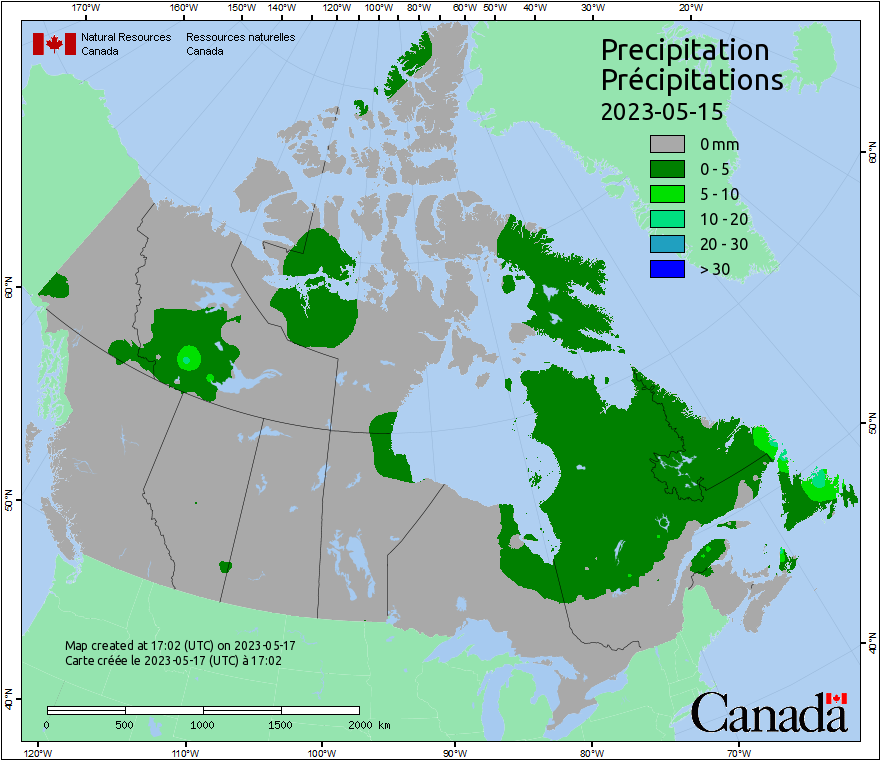 170°W 160°W 150°W 140°W 130°W 120°W 110°W 100°W 90°W 80°W 60°W 50°W 40°W 30°W 20°W
Natural Resources Canada
Ressources naturelles Canada
Precipitation
Précipitations
2023-05-15
0 mm
0 - 5
5 - 10
10 - 20
20 - 30
> 30
60°N
50°N
40°N
60°N
50°N
40°N
Map created at 17:02 (UTC) on 2023-05-17
Carte créée le 2023-05-17 (UTC) à 17:02
0 500 1000 1500 2000 km
Canada
120°W 110°W 100°W 90°W 80°W 70°W